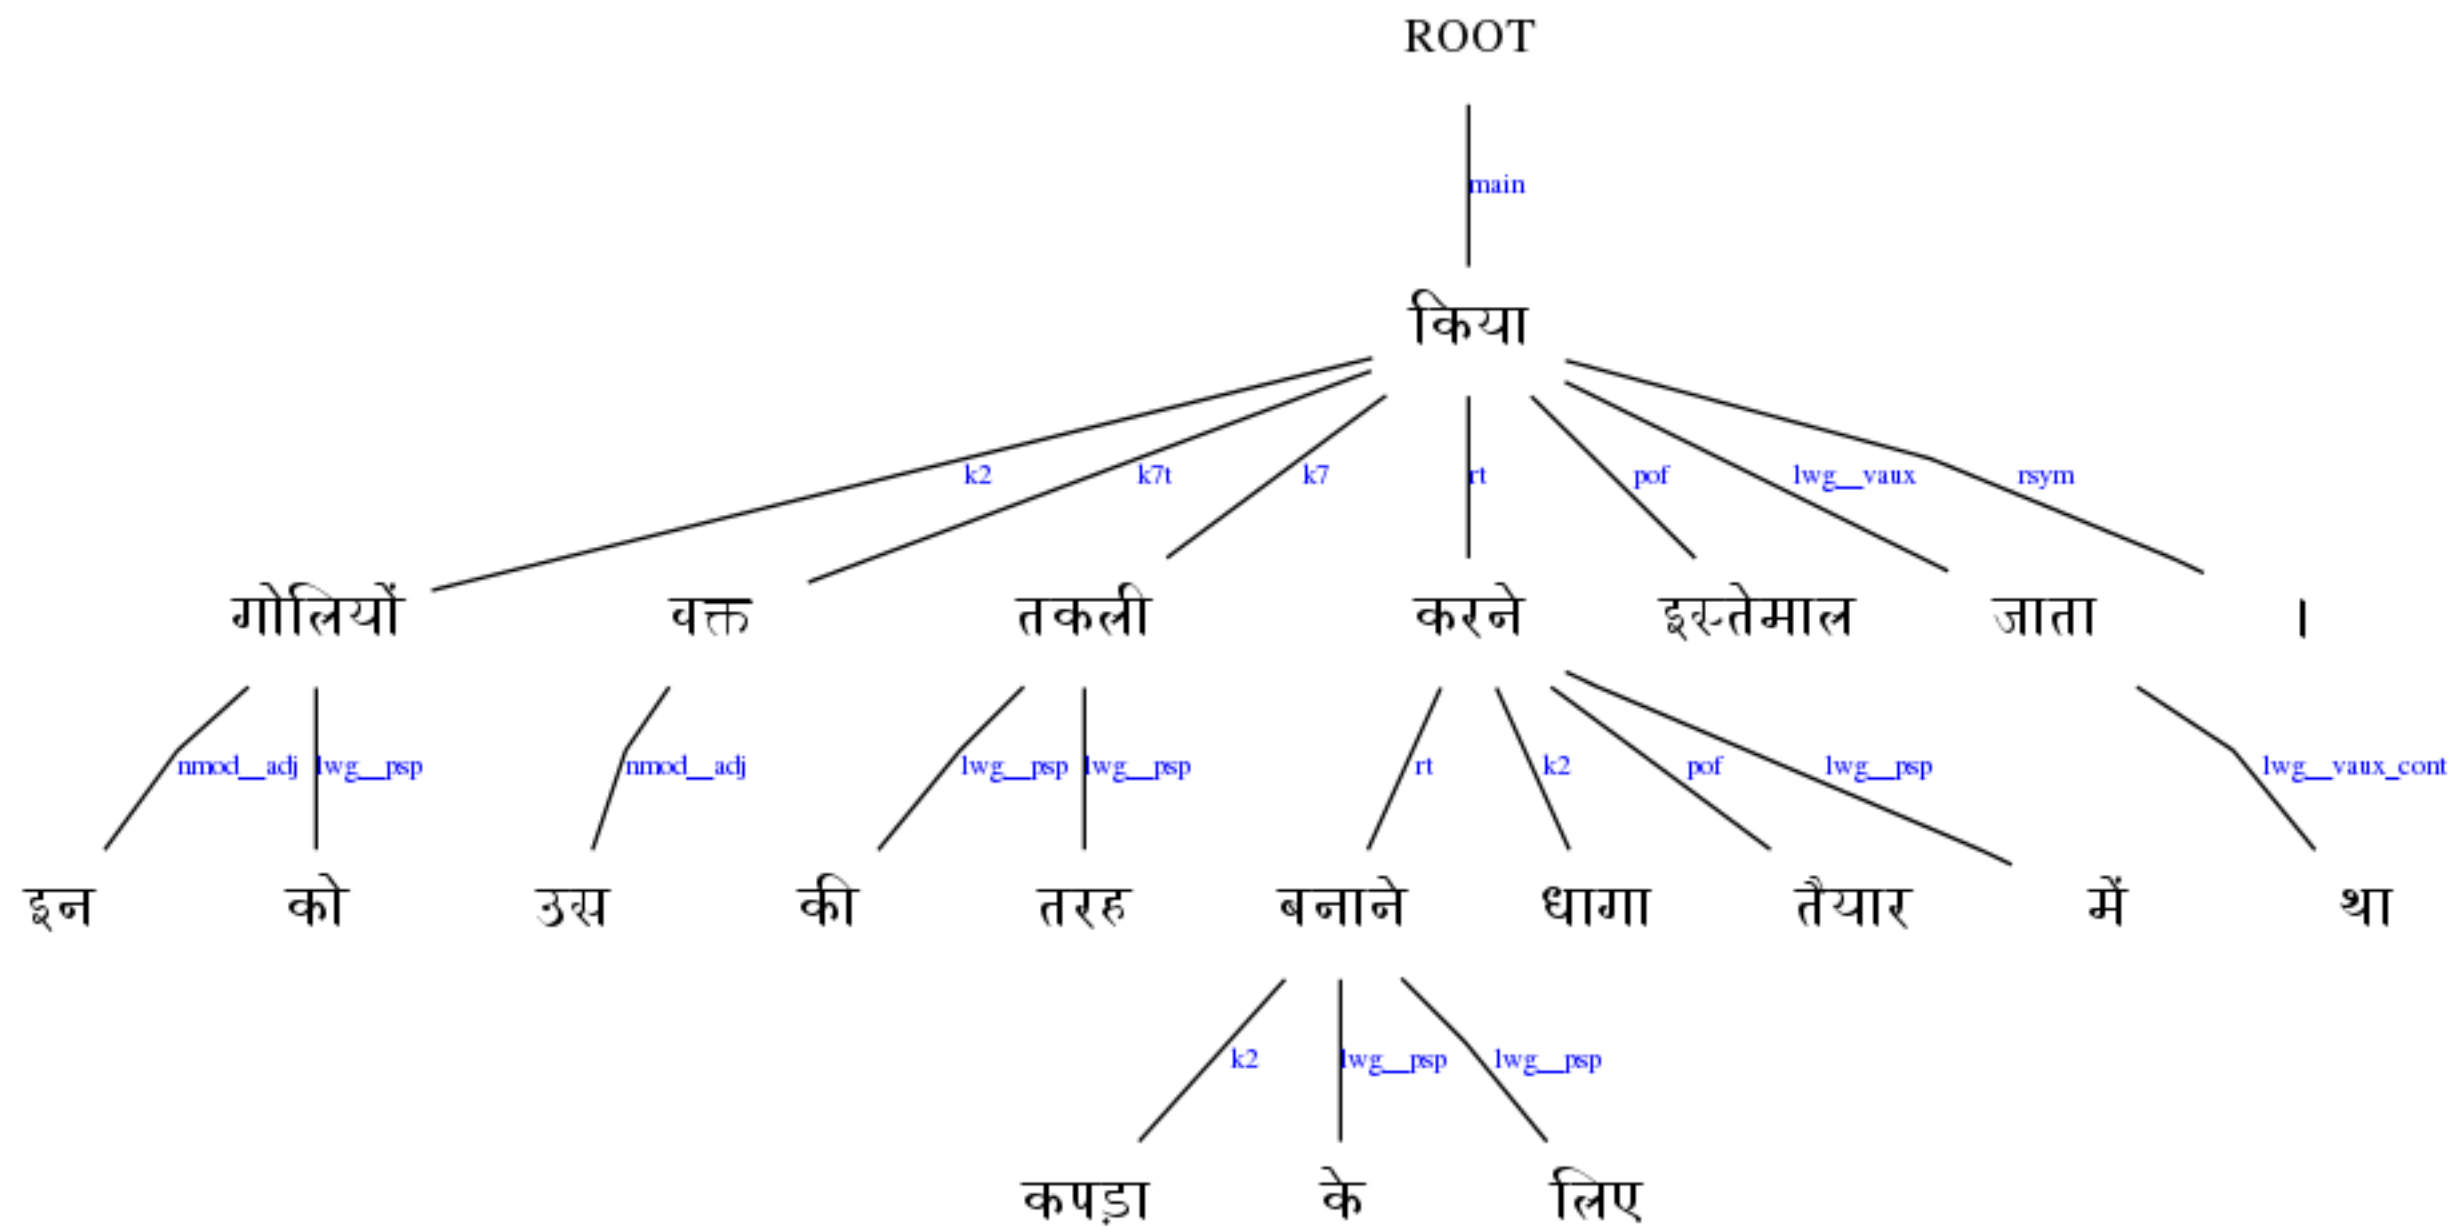 ROOT
main
किया
k2 k7t k7 rt pof lwg__vaux rsym
गोलियों वक्त तकली करने इस्तेमाल जाता ।
nmod__adj lwg__psp nmod__adj lwg__psp lwg__psp rt k2 pof lwg__psp lwg__vaux_cont
इन को उस की तरह बनाने धागा तैयार में था
k2 lwg__psp lwg__psp
कपड़ा के लिए